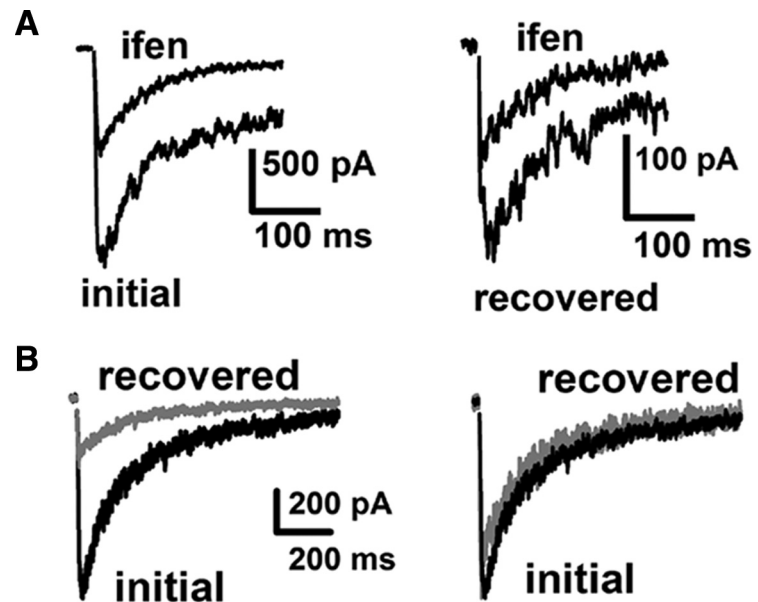 A
ifen
ifen
500 pA
100 ms
100 pA
100 ms
initial
recovered
B
recovered
recovered
200 pA
200 ms
initial
initial